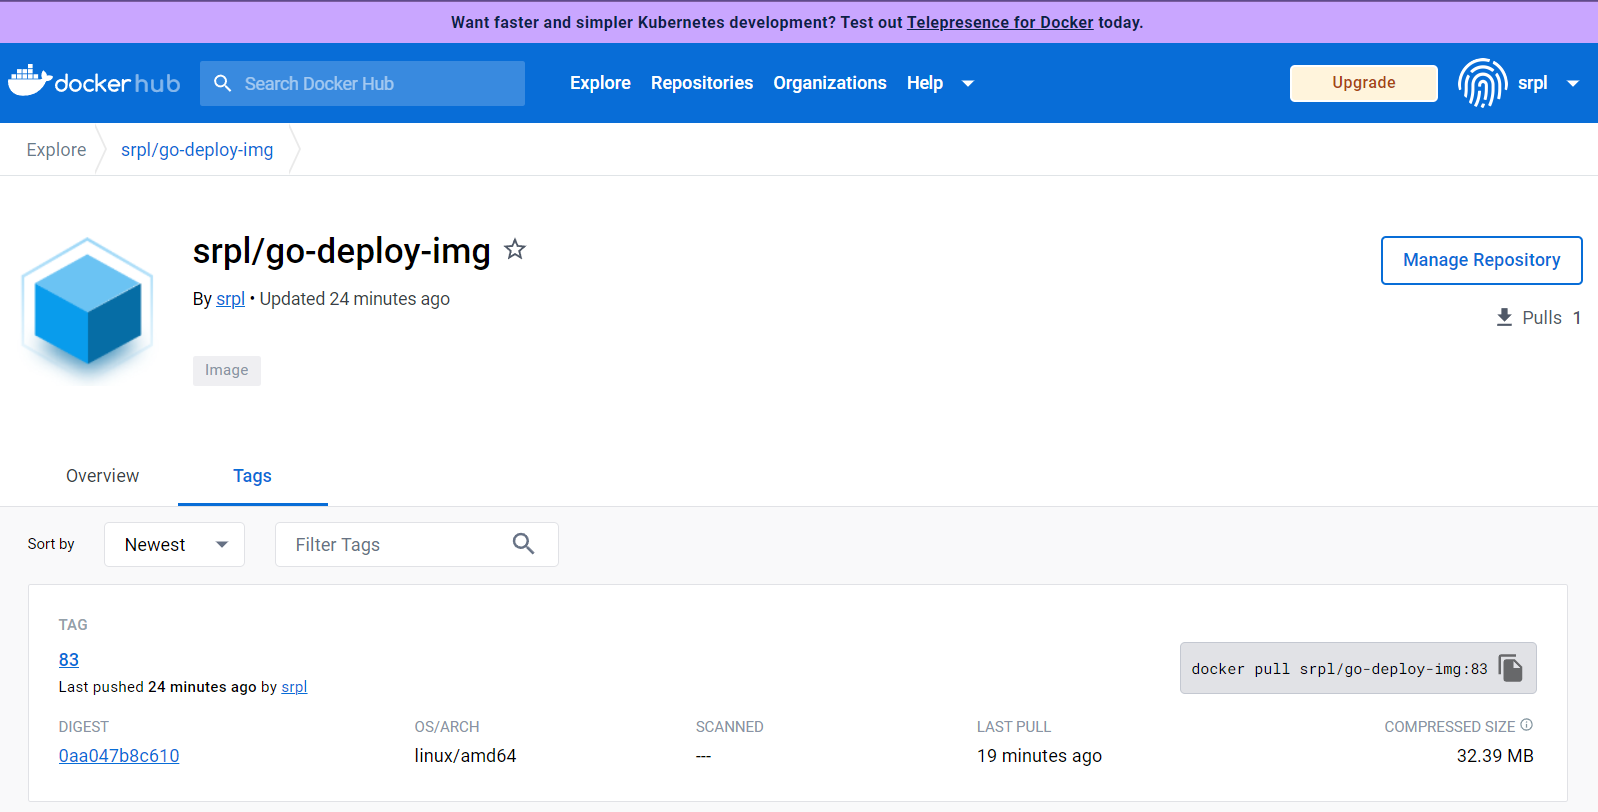 Want faster and simpler Kubernetes development? Test out Telepresence for Docker today.
docker hub
Search Docker Hub
Explore Repositories Organizations Help
Upgrade
srpl
Explore
srpl/go-deploy-img
srpl/go-deploy-img
Manage Repository
By srpl • Updated 24 minutes ago
Pulls 1
Image
Overview
Tags
Sort by
Newest
Filter Tags
TAG
83
docker pull srpl/go-deploy-img:83
Last pushed 24 minutes ago by srpl
DIGEST OS/ARCH SCANNED LAST PULL COMPRESSED SIZE
0aa047b8c610 linux/amd64 --- 19 minutes ago 32.39 MB